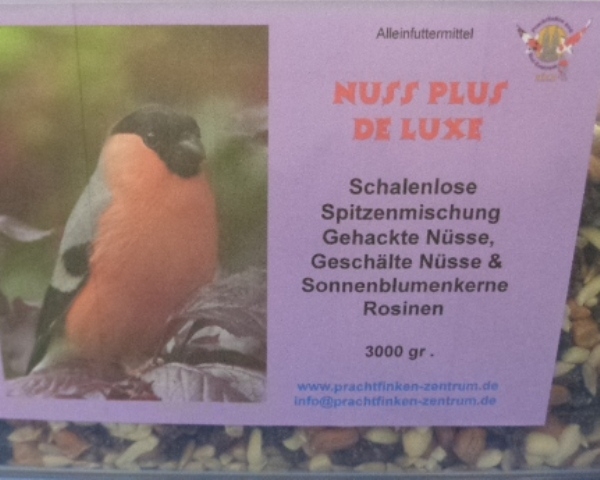 Alleinfuttermittel
NUSS PLUS
DE LUXE
Schalenlose
Spitzenmischung
Gehackte Nüsse,
Geschälte Nüsse &
Sonnenblumenkerne
Rosinen
3000 gr .
www.prachtfinken-zentrum.de
info@prachtfinken-zentrum.de